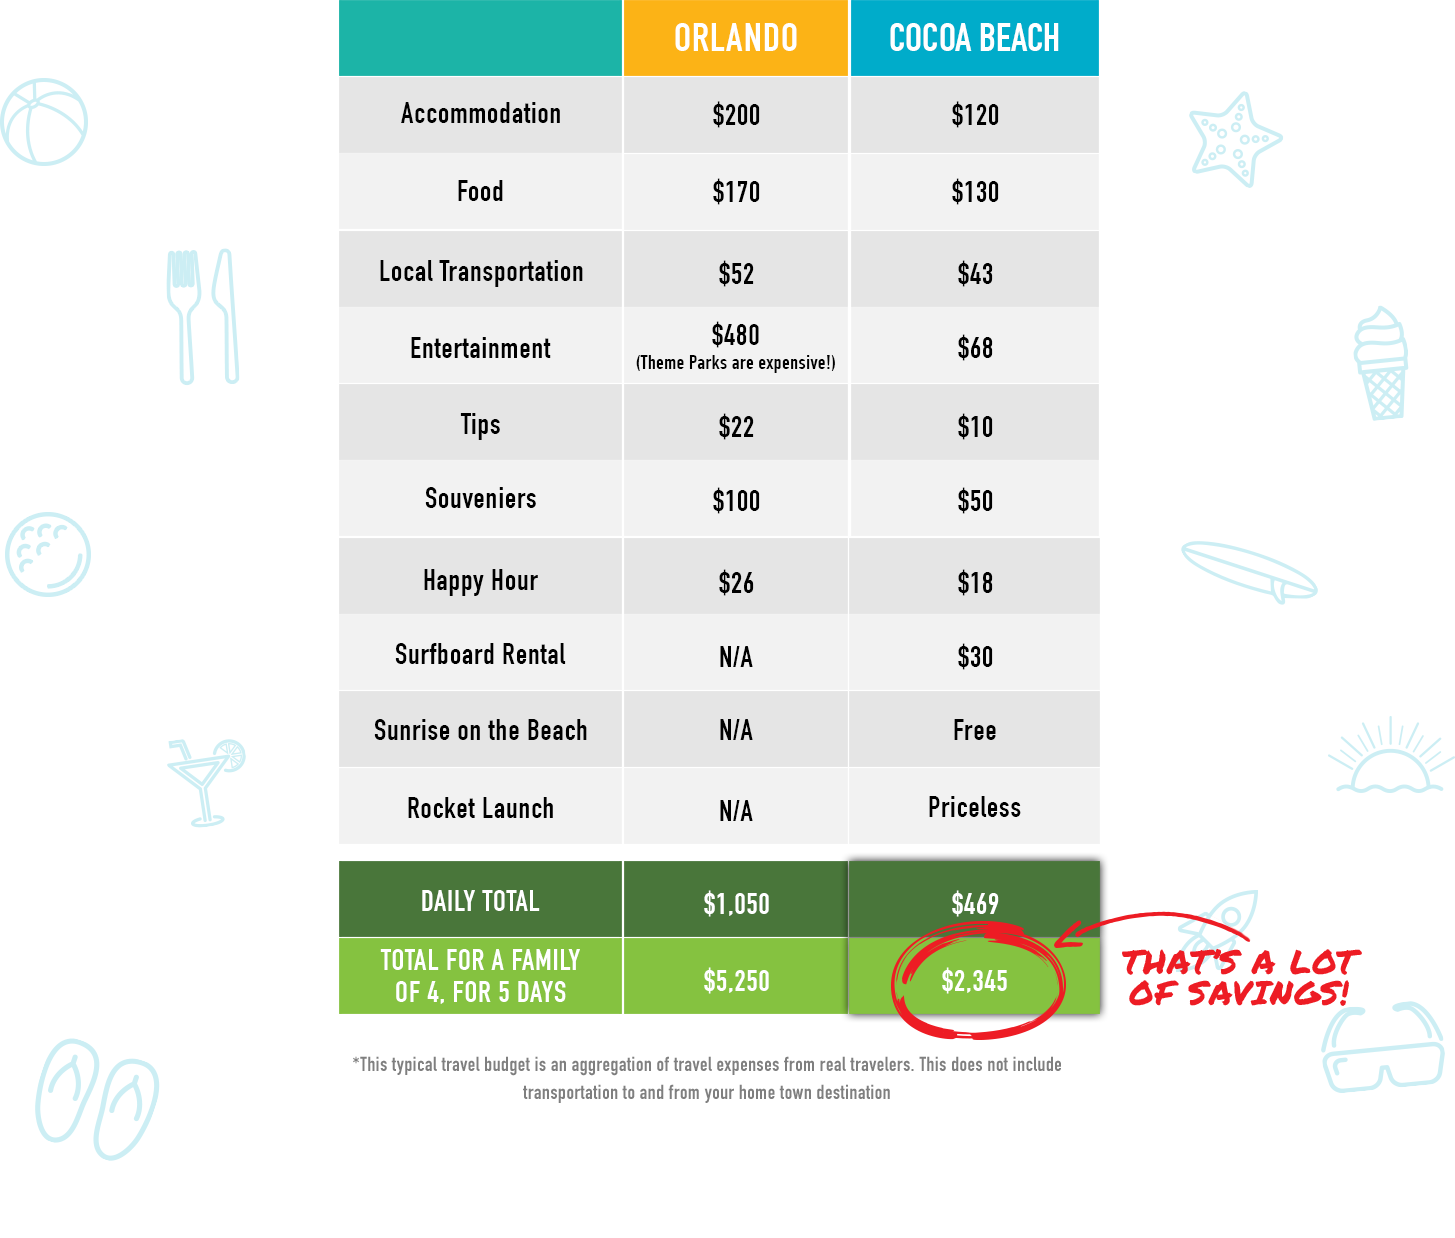 ORLANDO COCOA BEACH
Accommodation $200 $120
Food $170 $130
Local Transportation $52 $43
Entertainment $480 $68
(Theme Parks are expensive!)
Tips $22 $10
Souveniers $100 $50
Happy Hour $26 $18
Surfboard Rental N/A $30
Sunrise on the Beach N/A Free
Rocket Launch N/A Priceless
DAILY TOTAL $1,050 $469
TOTAL FOR A FAMILY
OF 4, FOR 5 DAYS $5,250 $2,345
THAT'S A LOT
OF SAVINGS!
*This typical travel budget is an aggregation of travel expenses from real travelers. This does not include
transportation to and from your home town destination